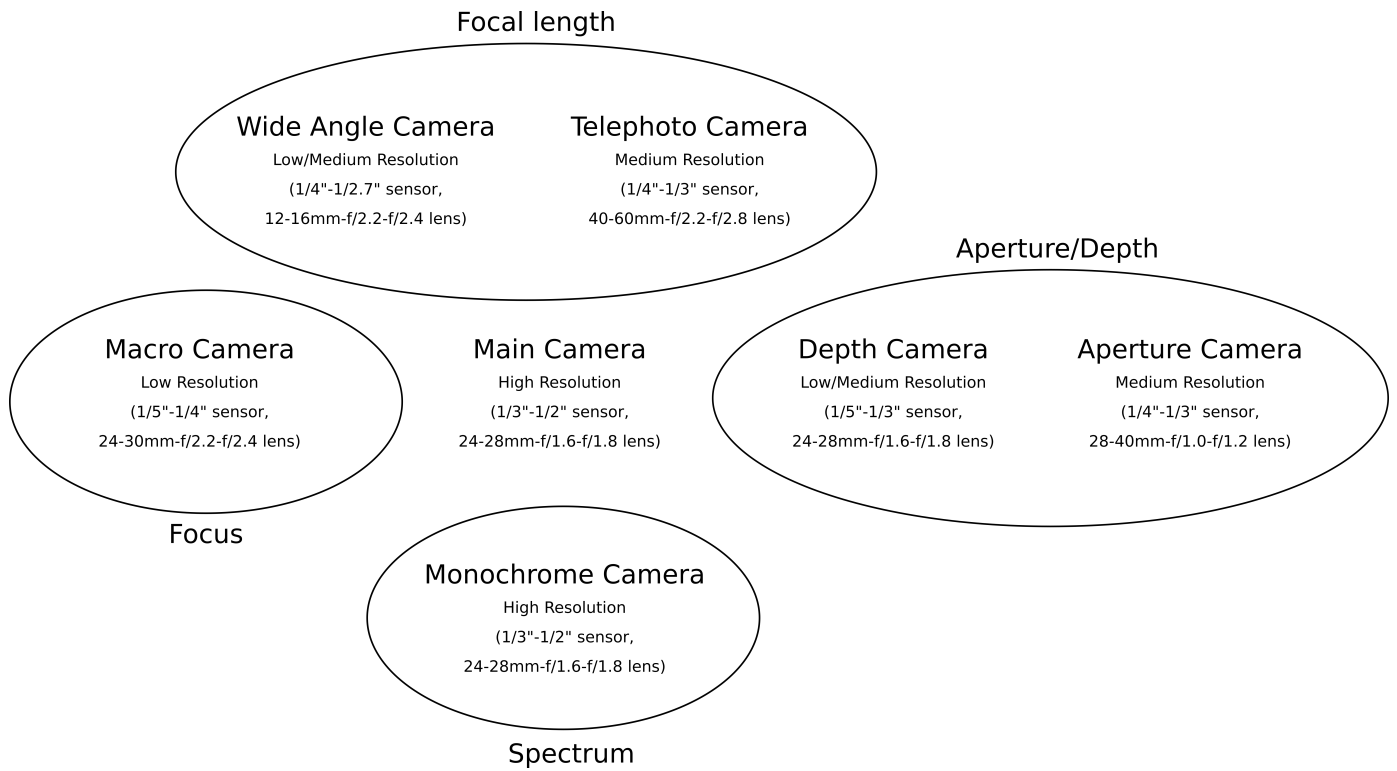 Focal length
Wide Angle Camera
Low/Medium Resolution
(1/4"-1/2.7" sensor,
12-16mm-f/2.2-f/2.4 lens)
Telephoto Camera
Medium Resolution
(1/4"-1/3" sensor,
40-60mm-f/2.2-f/2.8 lens)
Macro Camera
Low Resolution
(1/5"-1/4" sensor,
24-30mm-f/2.2-f/2.4 lens)
Focus
Main Camera
High Resolution
(1/3"-1/2" sensor,
24-28mm-f/1.6-f/1.8 lens)
Aperture/Depth
Depth Camera
Low/Medium Resolution
(1/5"-1/3" sensor,
24-28mm-f/1.6-f/1.8 lens)
Aperture Camera
Medium Resolution
(1/4"-1/3" sensor,
28-40mm-f/1.0-f/1.2 lens)
Monochrome Camera
High Resolution
(1/3"-1/2" sensor,
24-28mm-f/1.6-f/1.8 lens)
Spectrum